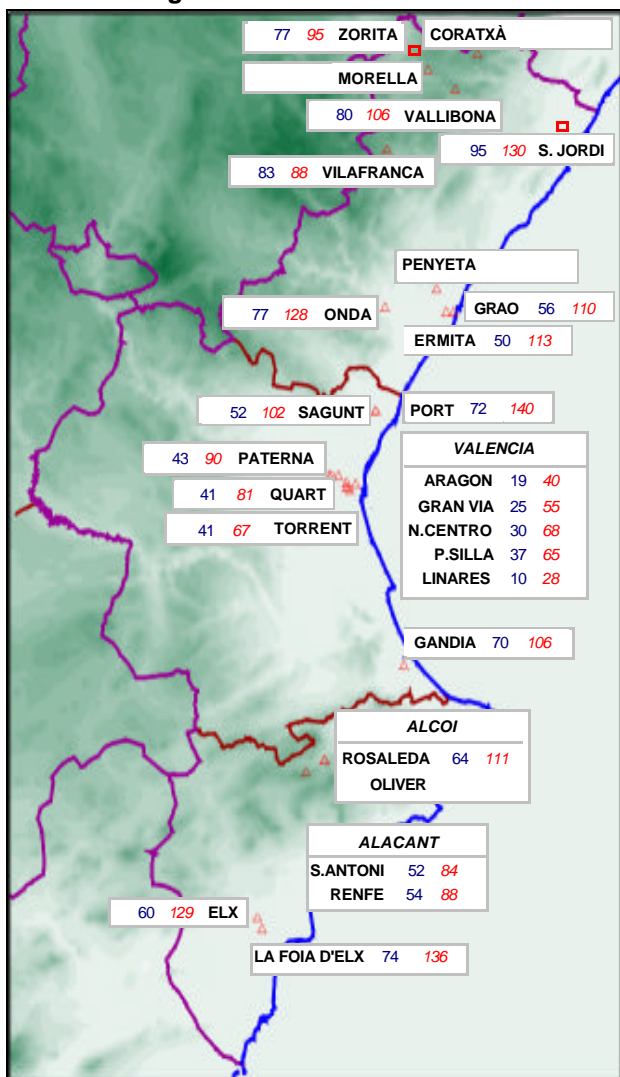 77 95 ZORITA
CORATXÀ
MORELLA
80 106 VALLIBONA
95 130 S. JORDI
83 88 VILAFRANCA
PENYETA
77 128 ONDA
GRAO 56 110
ERMITA 50 113
52 102 SAGUNT
PORT 72 140
43 90 PATERNA
41 81 QUART
41 67 TORRENT
VALENCIA
ARAGON 19 40
GRAN VIA 25 55
N.CENTRO 30 68
P.SILLA 37 65
LINARES 10 28
GANDIA 70 106
ALCOI
ROSALEDA 64 111
OLIVER
ALACANT
S.ANTONI 52 84
RENFE 54 88
60 129 ELX
LA FOIA D'ELX 74 136